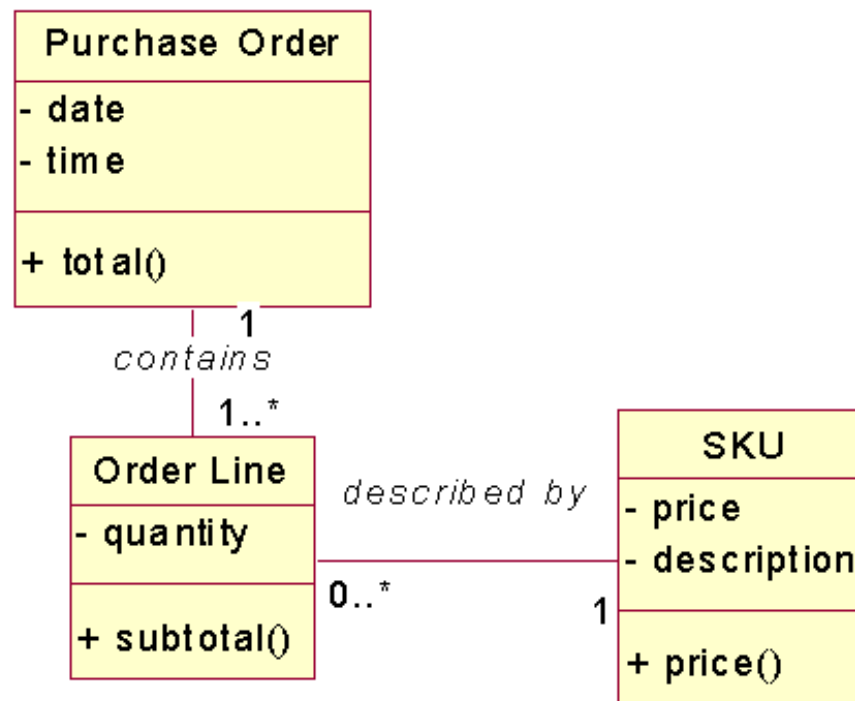 Purchase Order
- date
- time
+ total()
1
contains
1..*
Order Line
- quantity
+ subtotal()
described by
0..*
1
SKU
- price
- description
+ price()